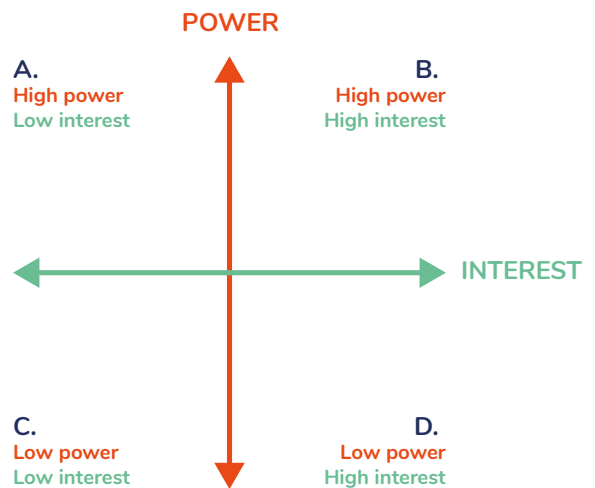 POWER
A.
High power
Low interest
B.
High power
High interest
INTEREST
C.
Low power
Low interest
D.
Low power
High interest